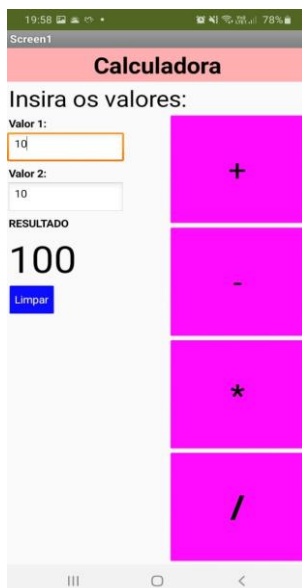 19:58 78%
Screen1
Calculadora
Insira os valores:
Valor 1:
10
Valor 2:
10
RESULTADO
100
Limpar
+
-
*
/